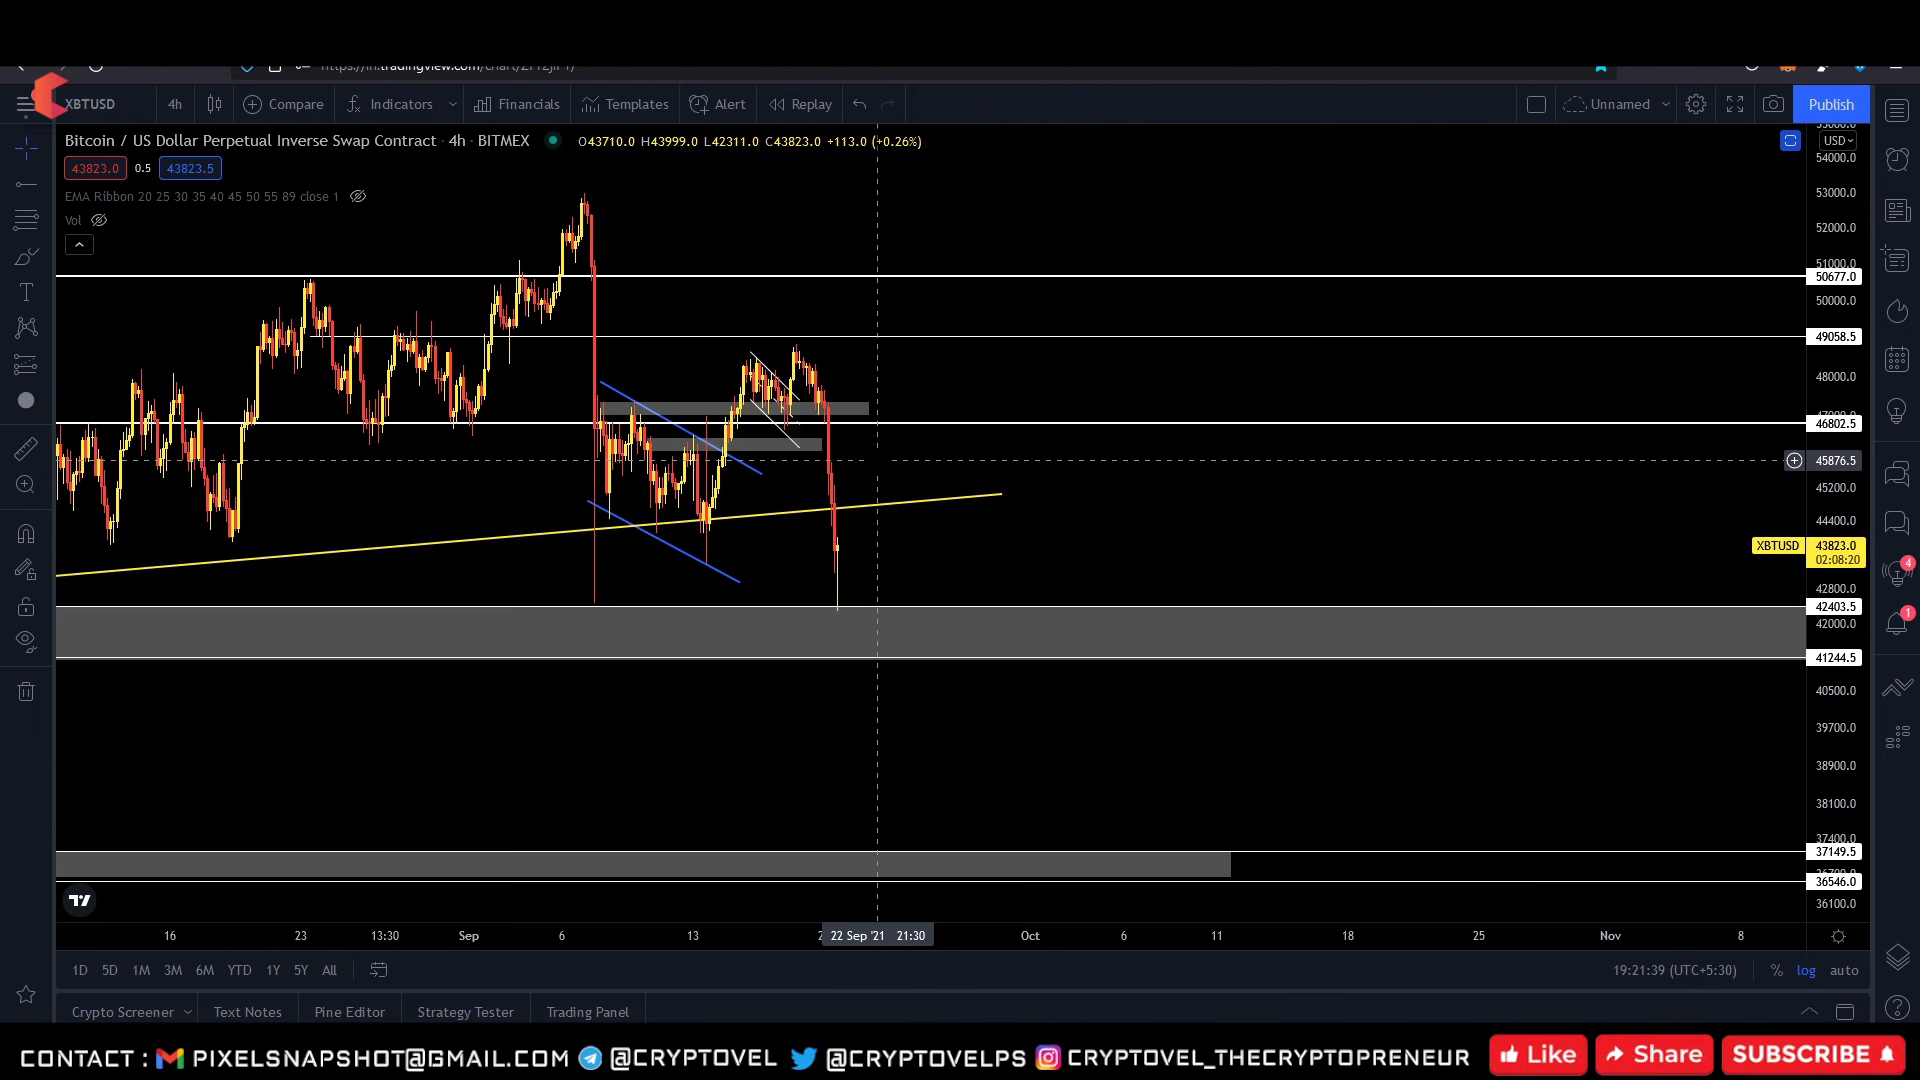 XBTUSD 4h Compare Indicators Financials Templates Alert Replay Unnamed Publish
Bitcoin / US Dollar Perpetual Inverse Swap Contract · 4h · BITMEX O43710.0 H43999.0 L42311.0 C43823.0 +113.0 (+0.26%) USD
43823.0 0.5 43823.5
EMA Ribbon 20 25 30 35 40 45 50 55 89 close 1
Vol
54000.0
53000.0
52000.0
51000.0
50677.0
50000.0
49058.5
48000.0
46802.5
45876.5
45200.0
44400.0
XBTUSD 43823.0
02:08:20
42800.0
42403.5
42000.0
41244.5
40500.0
39700.0
38900.0
38100.0
37400.0
37149.5
36546.0
36100.0
4
1
16 23 13:30 Sep 6 13 22 Sep '21 21:30 Oct 6 11 18 25 Nov 8
1D 5D 1M 3M 6M YTD 1Y 5Y All 19:21:39 (UTC+5:30) % log auto
Crypto Screener Text Notes Pine Editor Strategy Tester Trading Panel
CONTACT : PIXELSNAPSHOT@GMAIL.COM @CRYPTOVEL @CRYPTOVELPS CRYPTOVEL_THECRYPTOPRENEUR Like Share SUBSCRIBE